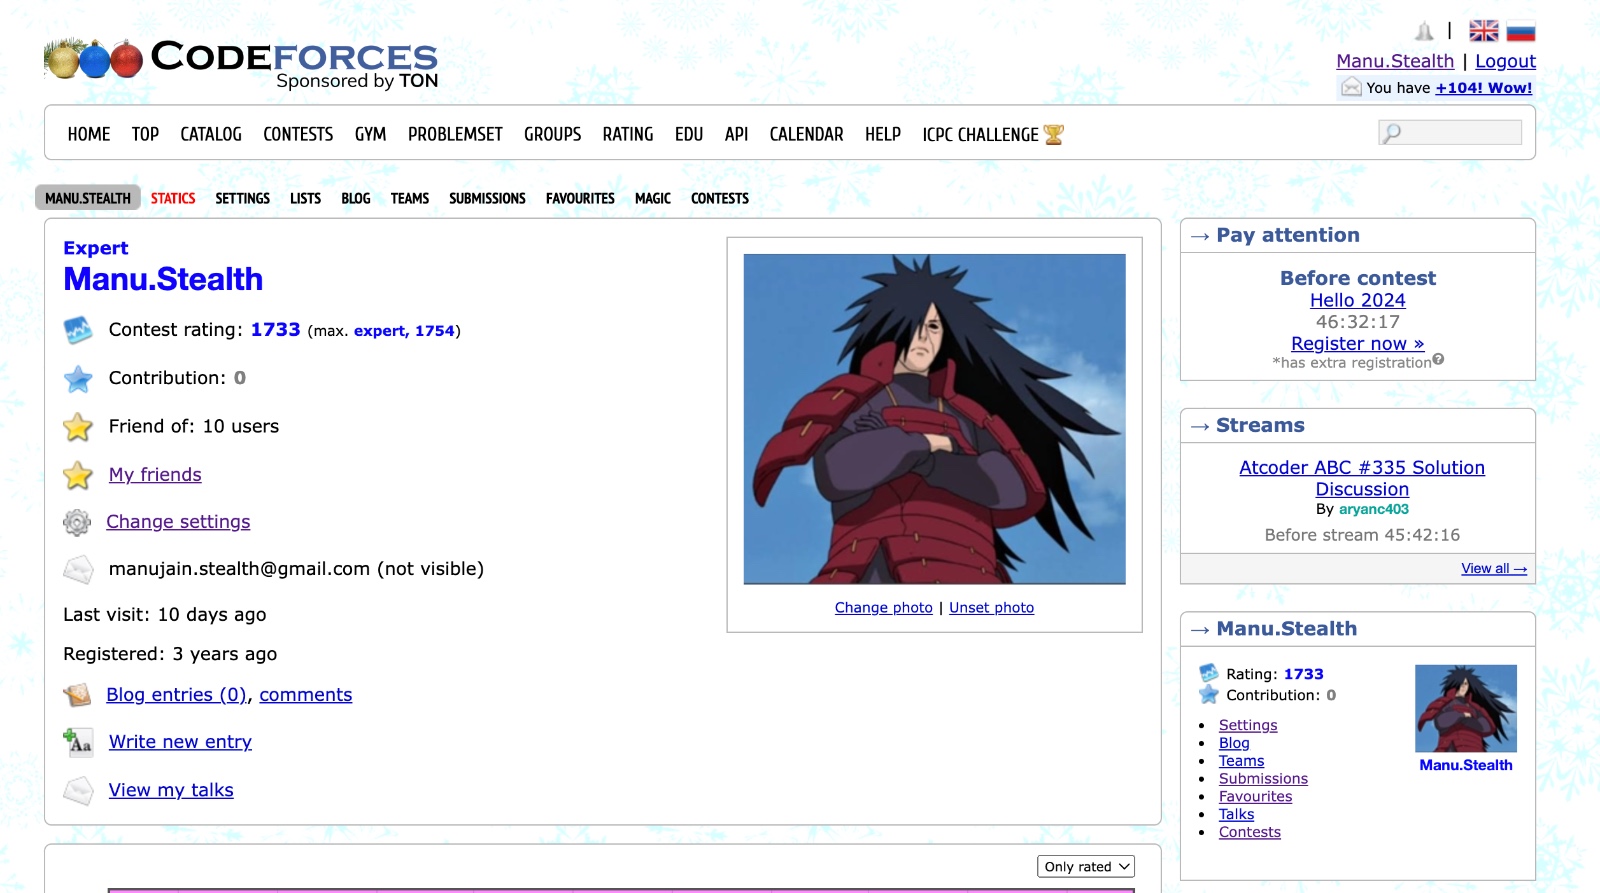 CODEFORCES
Sponsored by TON
|
Manu.Stealth | Logout
You have +104! Wow!
HOME TOP CATALOG CONTESTS GYM PROBLEMSET GROUPS RATING EDU API CALENDAR HELP ICPC CHALLENGE
MANU.STEALTH STATICS SETTINGS LISTS BLOG TEAMS SUBMISSIONS FAVOURITES MAGIC CONTESTS
Expert
Manu.Stealth
Contest rating: 1733 (max. expert, 1754)
Contribution: 0
Friend of: 10 users
My friends
Change settings
manujain.stealth@gmail.com (not visible)
Last visit: 10 days ago
Registered: 3 years ago
Blog entries (0), comments
Write new entry
View my talks
Change photo | Unset photo
Only rated
→ Pay attention
Before contest
Hello 2024
46:32:17
Register now »
*has extra registration?
→ Streams
Atcoder ABC #335 Solution
Discussion
By aryanc403
Before stream 45:42:16
View all →
→ Manu.Stealth
Rating: 1733
Contribution: 0
• Settings
• Blog
• Teams
• Submissions
• Favourites
• Talks
• Contests
Manu.Stealth